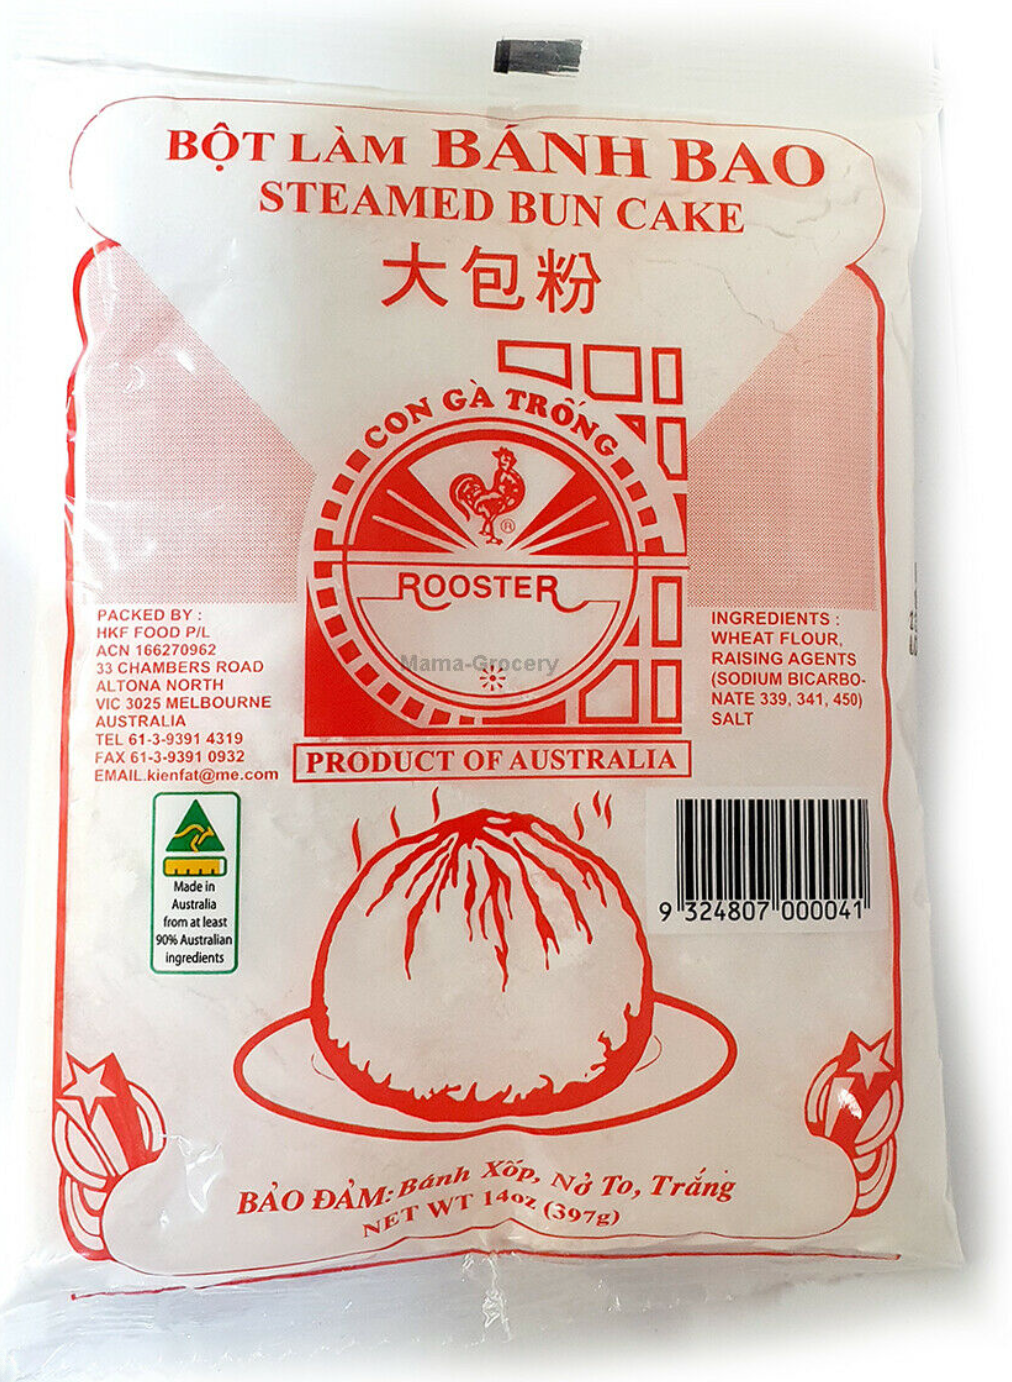 BỘT LÀM BÁNH BAO
STEAMED BUN CAKE
大包粉
CON GÀ TRỐNG
®
ROOSTER
Mama-Grocery
PACKED BY :
HKF FOOD P/L
ACN 166270962
33 CHAMBERS ROAD
ALTONA NORTH
VIC 3025 MELBOURNE
AUSTRALIA
TEL 61-3-9391 4319
FAX 61-3-9391 0932
EMAIL.kienfat@me.com
INGREDIENTS :
WHEAT FLOUR,
RAISING AGENTS
(SODIUM BICARBO-
NATE 339, 341, 450)
SALT
PRODUCT OF AUSTRALIA
Made in
Australia
from at least
90% Australian
ingredients
9 324807 000041
BẢO ĐẢM: Bánh Xốp, Nở To, Trắng
NET WT 14oz (397g)